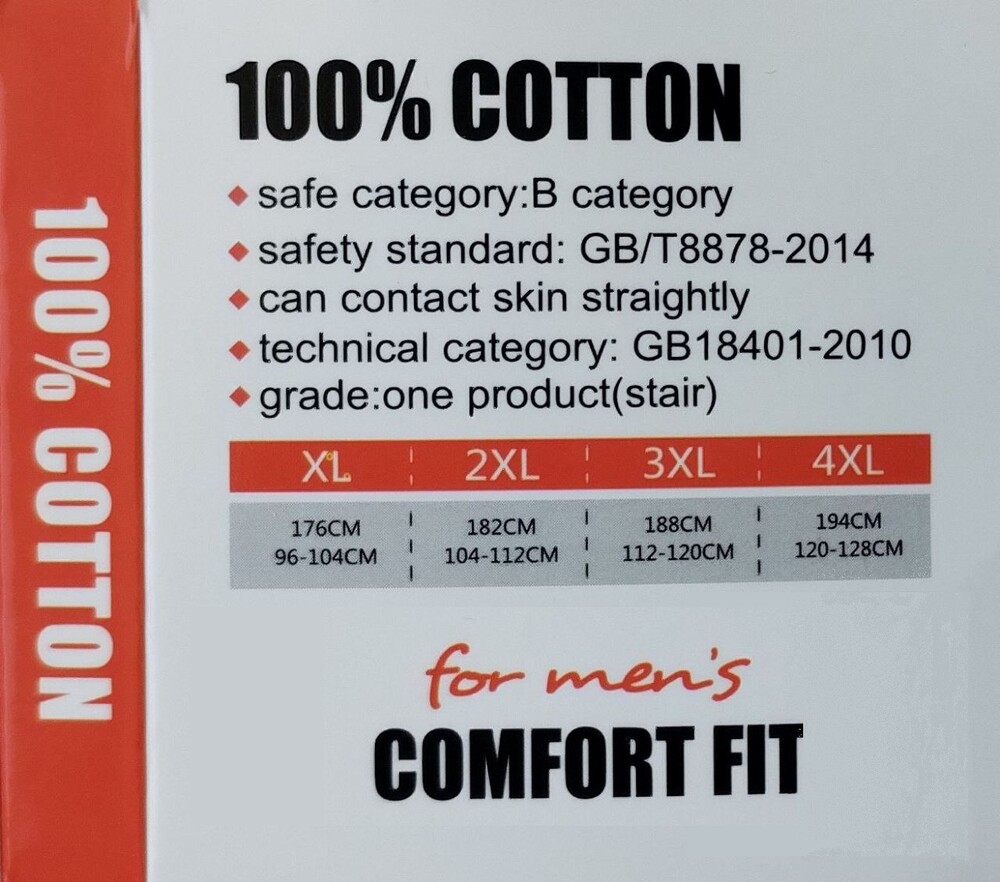 100% COTTON
100% COTTON
safe category:B category
safety standard: GB/T8878-2014
can contact skin straightly
technical category: GB18401-2010
grade:one product(stair)
XL 2XL 3XL 4XL
176CM 182CM 188CM 194CM
96-104CM 104-112CM 112-120CM 120-128CM
for men's
COMFORT FIT